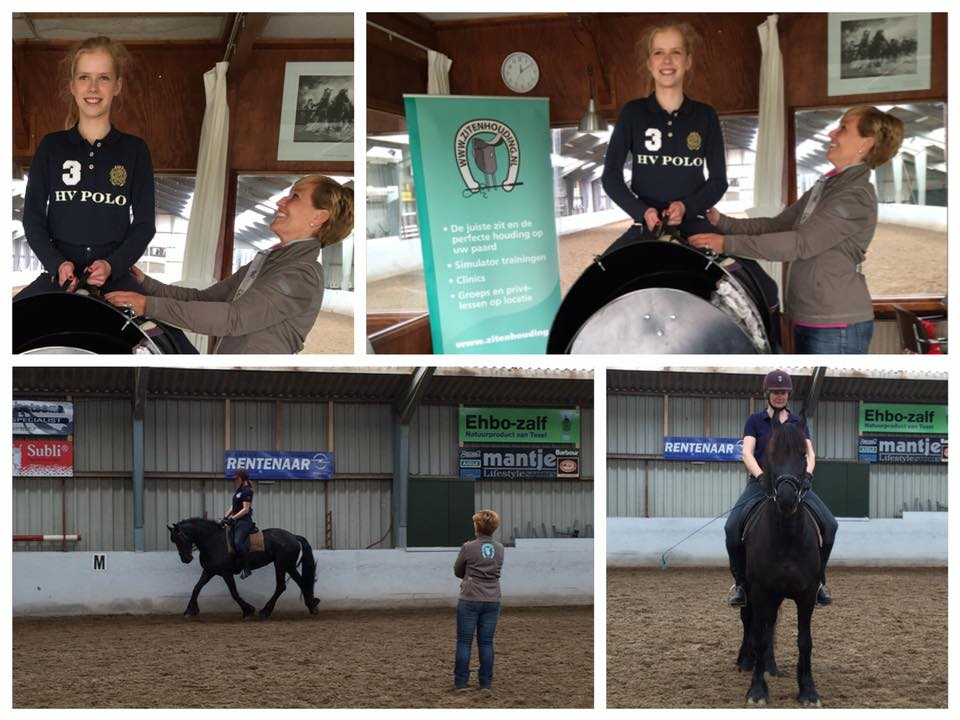 3
HV POLO
WWW.ZITENHOUDING.NL
• De juiste zit en de
perfecte houding op
uw paard
• Simulator trainingen
• Clinics
• Groeps en privé-
lessen op locatie
www.zitenhouding
3
HV POLO
SPECIALIST
Subli
RENTENAAR
Ehbo-zalf
Natuurproduct van Texel
mantje
Lifestyle
Barbour
M
RENTENAAR
Ehbo-zalf
Natuurproduct van Texel
mantje
Lifestyle